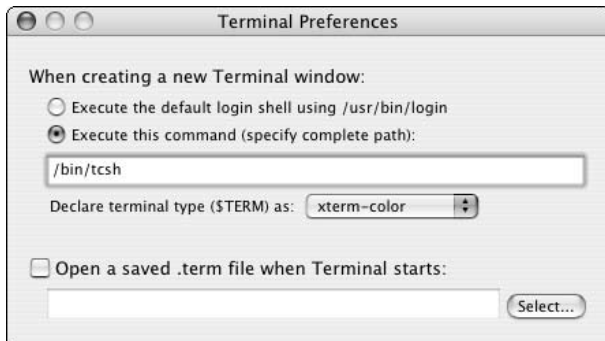 Terminal Preferences
When creating a new Terminal window:
Execute the default login shell using /usr/bin/login
Execute this command (specify complete path):
/bin/tcsh
Declare terminal type ($TERM) as: xterm-color
Open a saved .term file when Terminal starts:
Select...